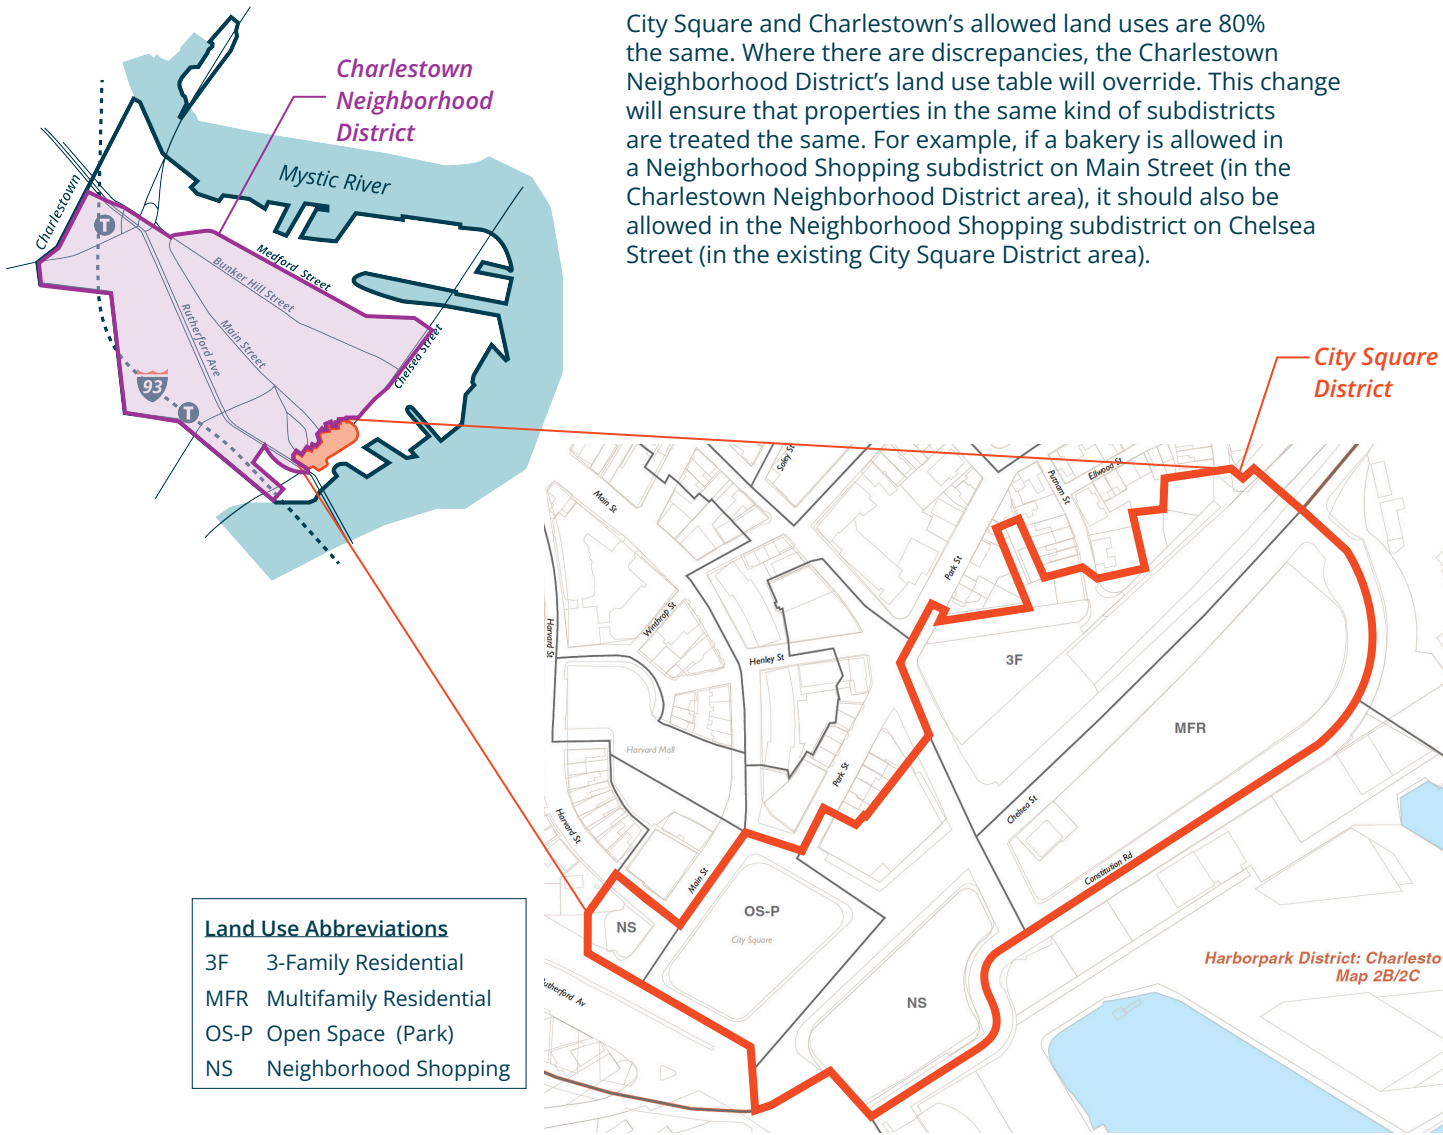 City Square and Charlestown’s allowed land uses are 80%
the same. Where there are discrepancies, the Charlestown
Neighborhood District’s land use table will override. This change
will ensure that properties in the same kind of subdistricts
are treated the same. For example, if a bakery is allowed in
a Neighborhood Shopping subdistrict on Main Street (in the
Charlestown Neighborhood District area), it should also be
allowed in the Neighborhood Shopping subdistrict on Chelsea
Street (in the existing City Square District area).
Charlestown
Neighborhood
District
Mystic River
Charlestown
T
Medford Street
Bunker Hill Street
Main Street
Rutherford Ave
Chelsea Street
93
T
City Square
District
Soley St
Main St
Putnam St
Ellwood St
Park St
Winthrop St
Harvard St
Henley St
3F
MFR
Harvard Mall
Park St
Chelsea St
Harvard St
Constitution Rd
Main St
OS-P
City Square
NS
NS
utherford Av
Harborpark District: Charlesto
Map 2B/2C
Land Use Abbreviations
3F 3-Family Residential
MFR Multifamily Residential
OS-P Open Space (Park)
NS Neighborhood Shopping